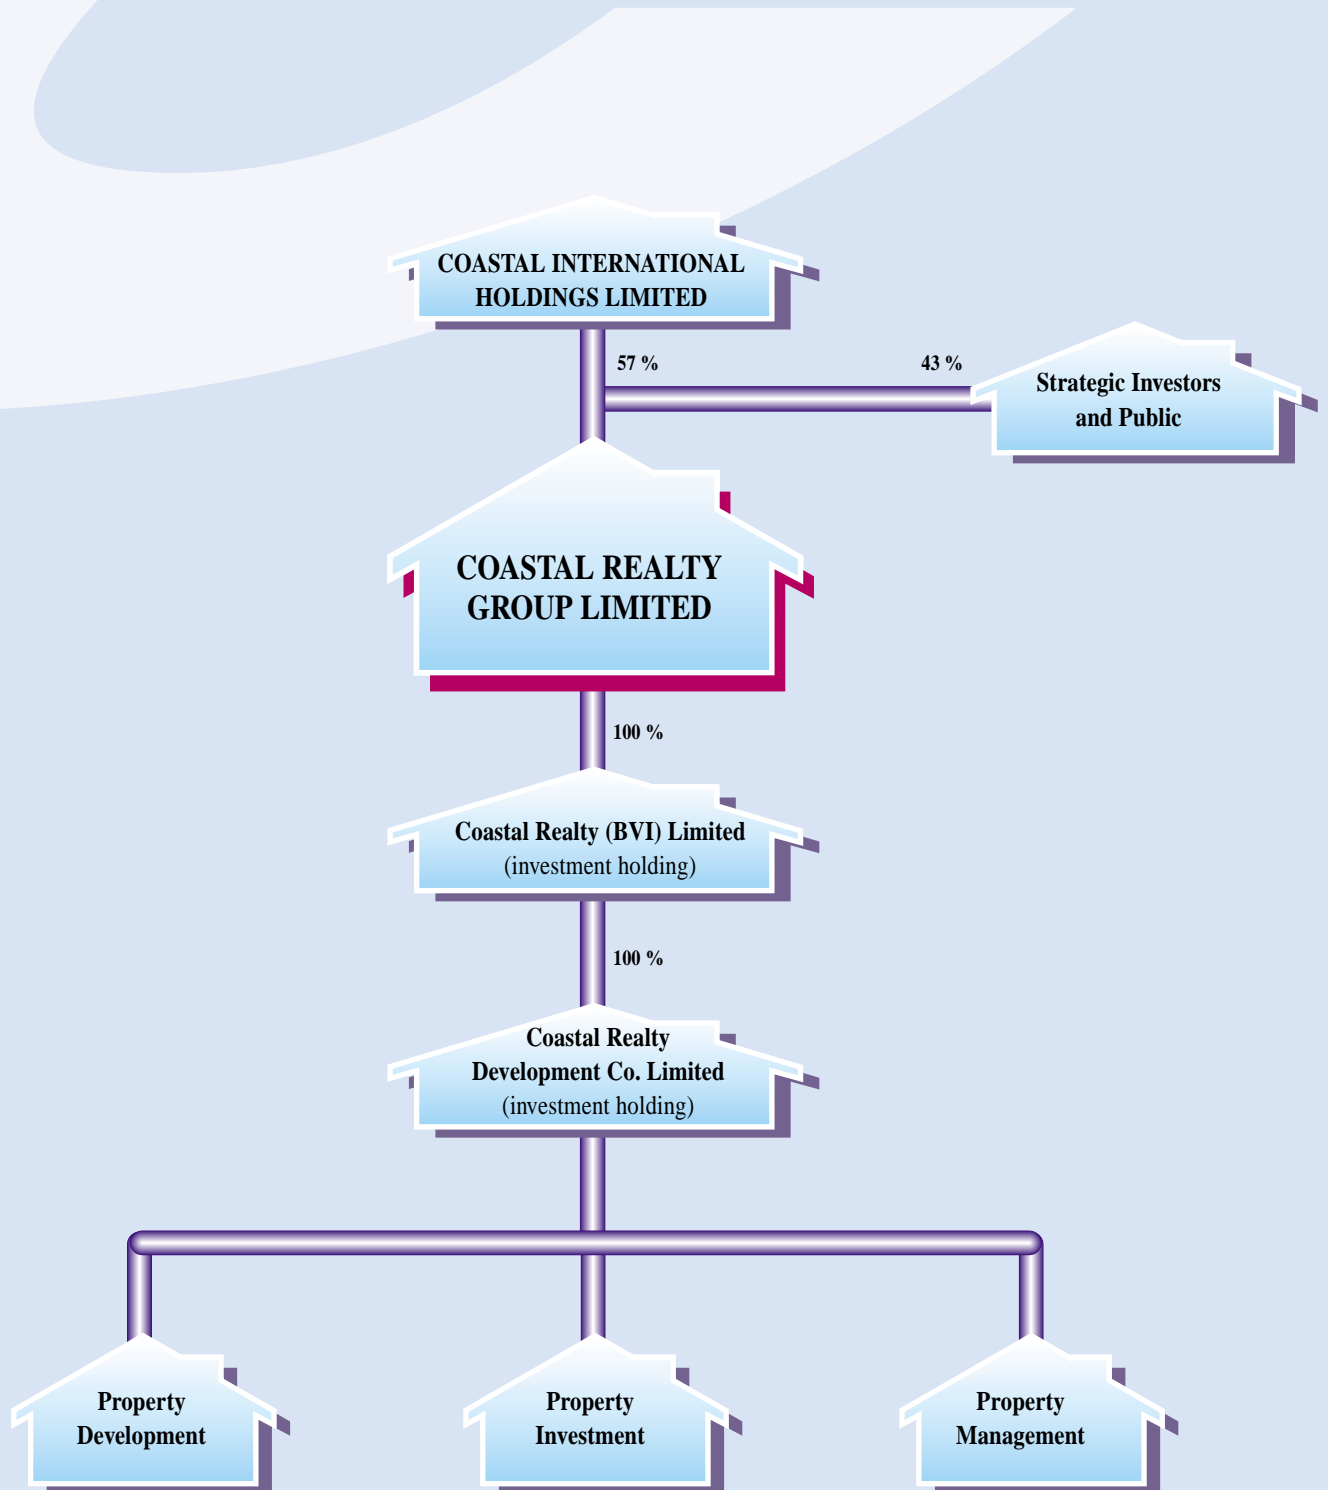 COASTAL INTERNATIONAL
HOLDINGS LIMITED
57 %
43 %
Strategic Investors
and Public
COASTAL REALTY
GROUP LIMITED
100 %
Coastal Realty (BVI) Limited
(investment holding)
100 %
Coastal Realty
Development Co. Limited
(investment holding)
Property
Development
Property
Investment
Property
Management